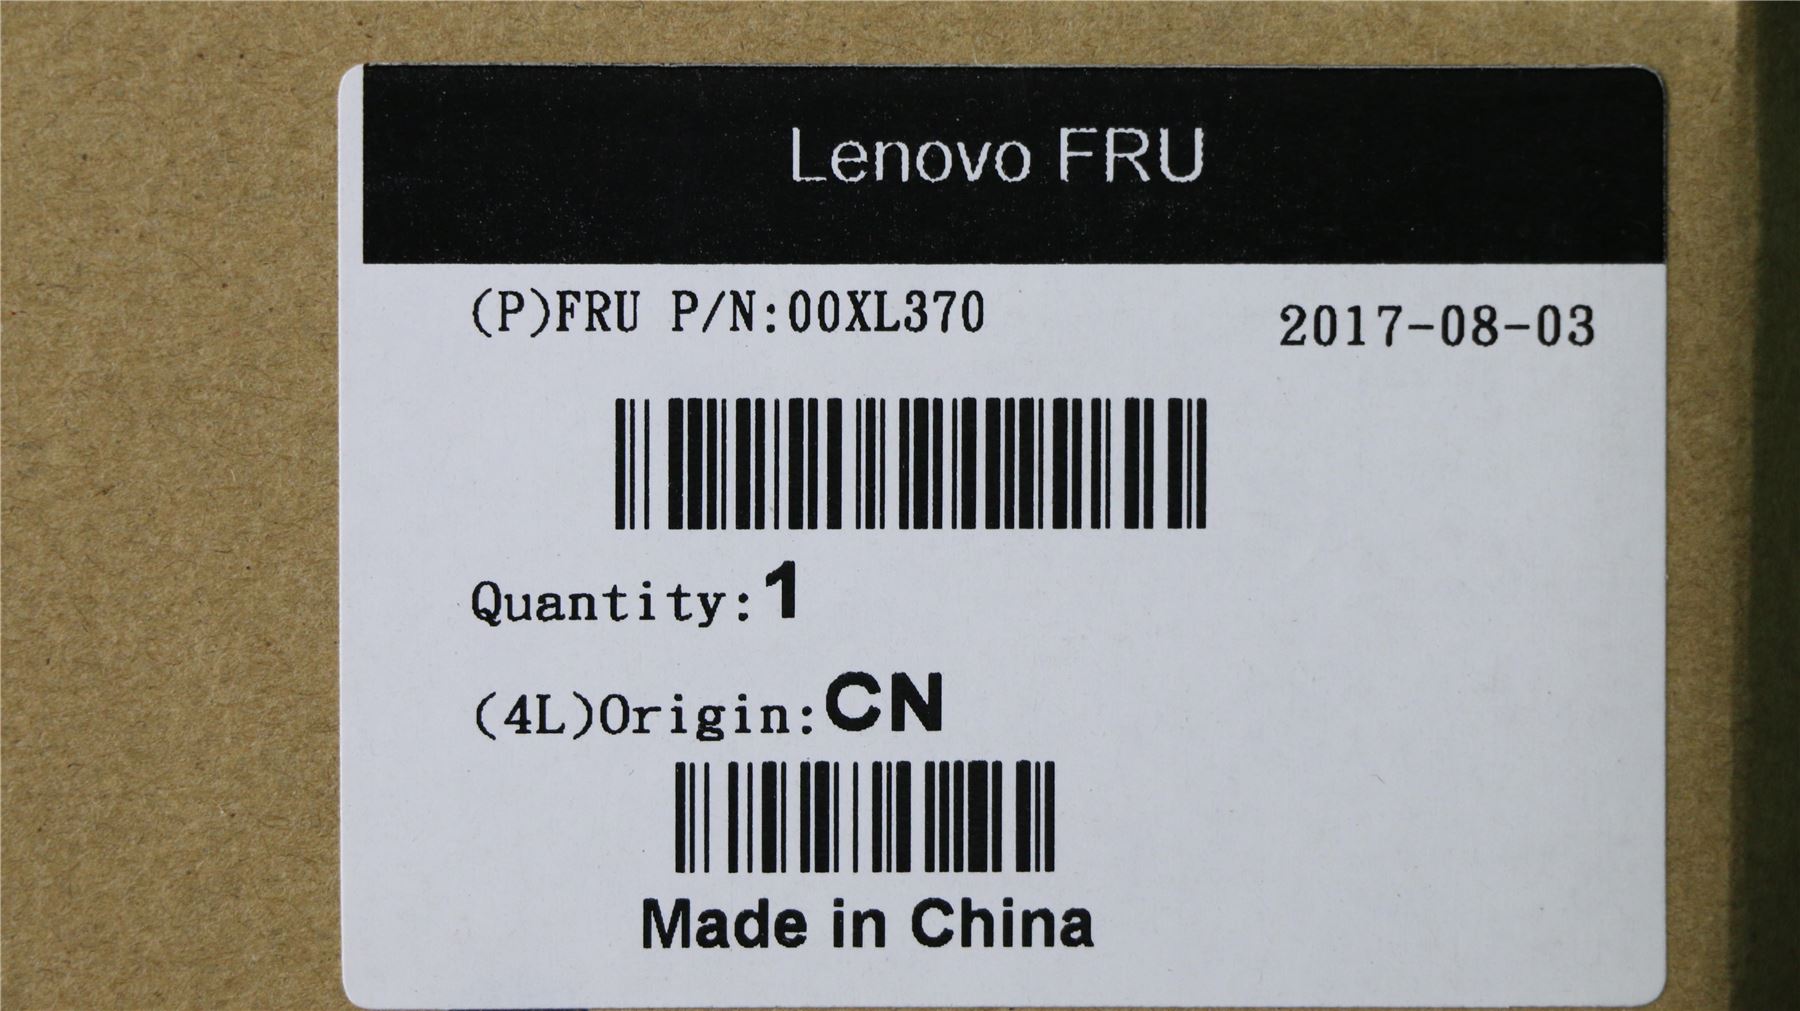 Lenovo FRU
(P)FRU P/N:00XL370
2017-08-03
Quantity:1
(4L)Origin:CN
Made in China